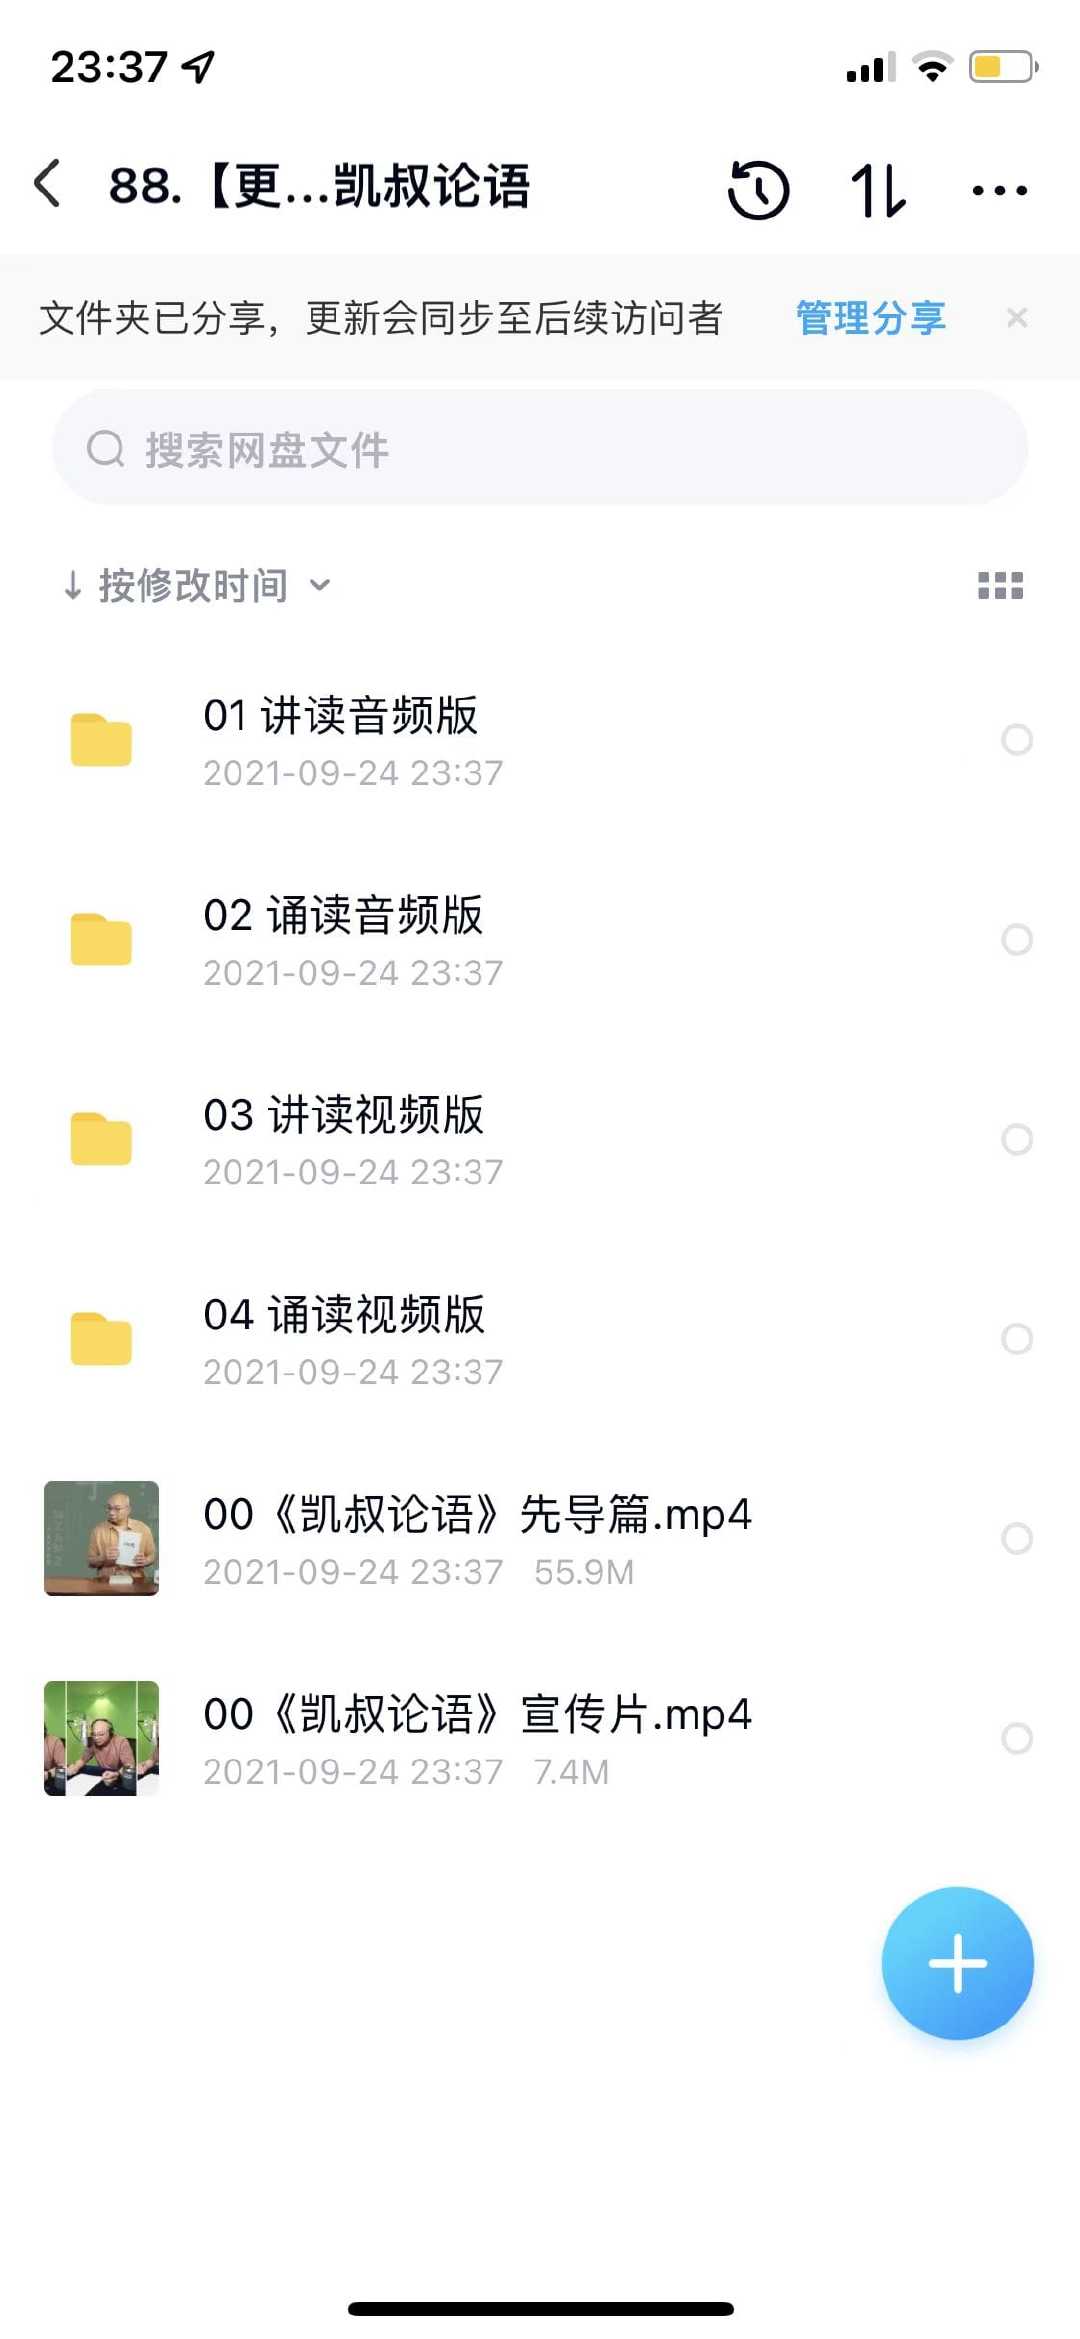 23:37
88.【更...凯叔论语
文件夹已分享，更新会同步至后续访问者 管理分享 ×
搜索网盘文件
↓ 按修改时间
01 讲读音频版
2021-09-24 23:37
02 诵读音频版
2021-09-24 23:37
03 讲读视频版
2021-09-24 23:37
04 诵读视频版
2021-09-24 23:37
00《凯叔论语》先导篇.mp4
2021-09-24 23:37 55.9M
00《凯叔论语》宣传片.mp4
2021-09-24 23:37 7.4M